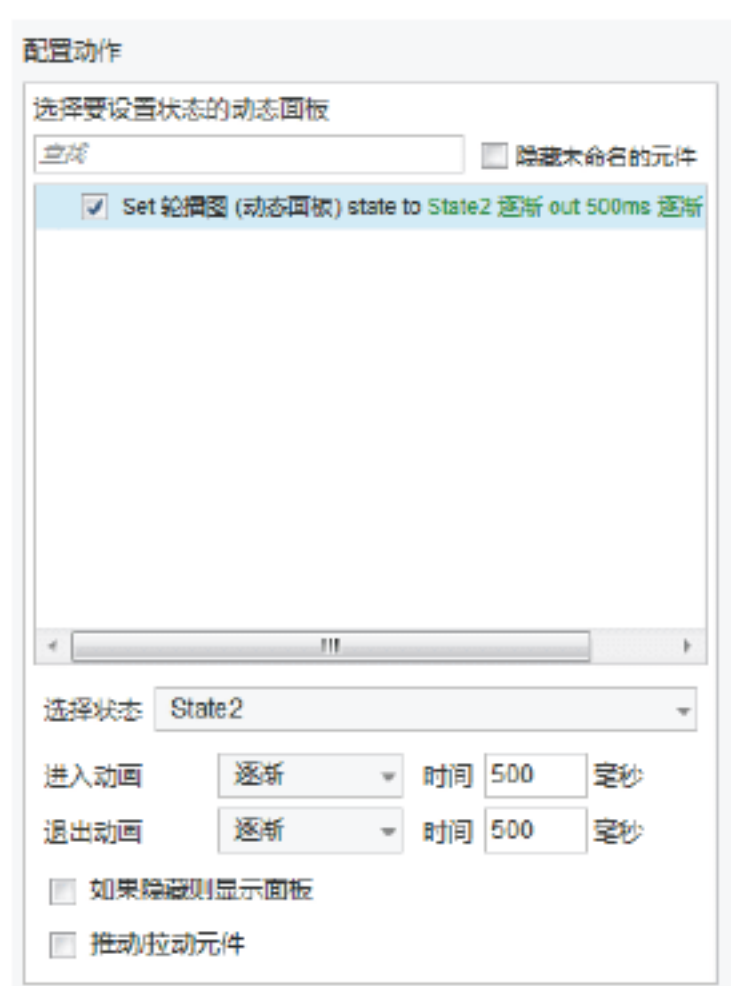 配置动作
选择要设置状态的动态面板
查找 隐藏未命名的元件
Set 轮播图 (动态面板) state to State2 逐渐 out 500ms 逐渐
选择状态 State2
进入动画 逐渐 时间 500 毫秒
退出动画 逐渐 时间 500 毫秒
如果隐藏则显示面板
推动/拉动元件